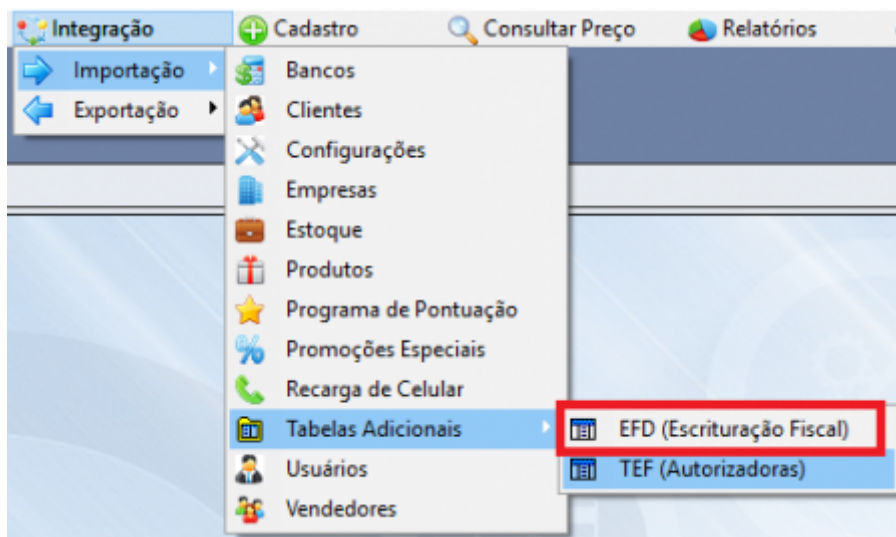 Integração Cadastro Consultar Preço Relatórios
Importação
Exportação
Bancos
Clientes
Configurações
Empresas
Estoque
Produtos
Programa de Pontuação
Promoções Especiais
Recarga de Celular
Tabelas Adicionais
Usuários
Vendedores
EFD (Escrituração Fiscal)
TEF (Autorizadoras)